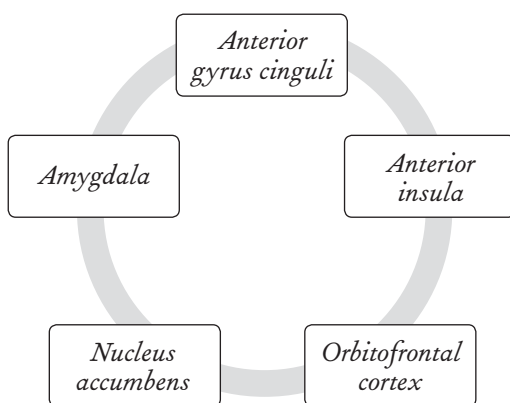 Anterior
gyrus cinguli
Amygdala
Anterior
insula
Nucleus
accumbens
Orbitofrontal
cortex